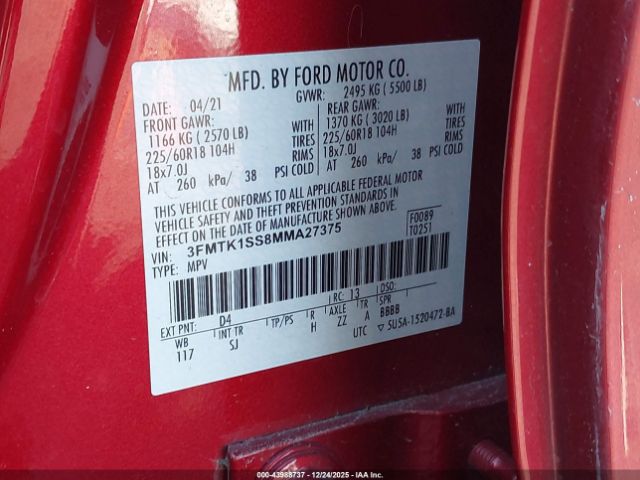 MFD. BY FORD MOTOR CO.
DATE: 04/21 GVWR: 2495 KG ( 5500 LB)
FRONT GAWR: REAR GAWR:
1166 KG ( 2570 LB) WITH 1370 KG ( 3020 LB) WITH
225/60R18 104H TIRES 225/60R18 104H TIRES
18x7.0J RIMS 18x7.0J RIMS
AT 260 kPa/ 38 PSI COLD AT 260 kPa/ 38 PSI COLD
THIS VEHICLE CONFORMS TO ALL APPLICABLE FEDERAL MOTOR
VEHICLE SAFETY AND THEFT PREVENTION STANDARDS IN
EFFECT ON THE DATE OF MANUFACTURE SHOWN ABOVE.
VIN: 3FMTK1SS8MMA27375 F0089
TYPE: MPV T0251
EXT PNT: D4 RC: 13 DSO:
WB INT TR TP/PS R AXLE TR SPR
117 SJ H ZZ A BBBB
UTC ▽ SU5A-1520472-BA
00-43988737 - 12/24/2025 - IAA Inc.